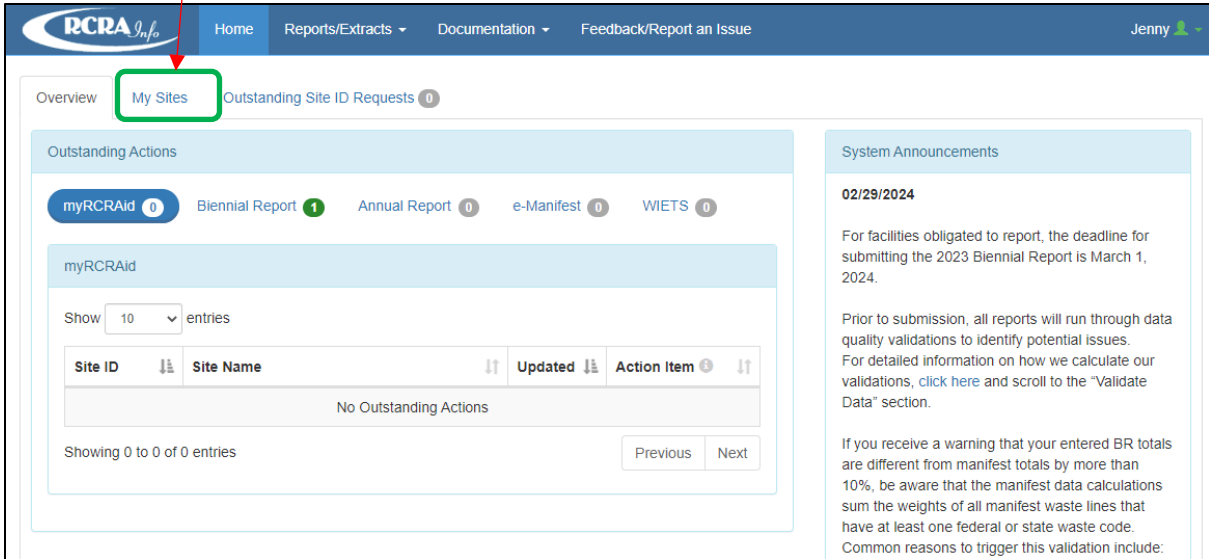 RCRAInfo Home Reports/Extracts Documentation Feedback/Report an Issue Jenny
Overview My Sites Outstanding Site ID Requests 0
Outstanding Actions
myRCRAid 0 Biennial Report 1 Annual Report 0 e-Manifest 0 WIETS 0
myRCRAid
Show 10 entries
Site ID Site Name Updated Action Item
No Outstanding Actions
Showing 0 to 0 of 0 entries Previous Next
System Announcements
02/29/2024
For facilities obligated to report, the deadline for
submitting the 2023 Biennial Report is March 1,
2024.
Prior to submission, all reports will run through data
quality validations to identify potential issues.
For detailed information on how we calculate our
validations, click here and scroll to the “Validate
Data” section.
If you receive a warning that your entered BR totals
are different from manifest totals by more than
10%, be aware that the manifest data calculations
sum the weights of all manifest waste lines that
have at least one federal or state waste code.
Common reasons to trigger this validation include: